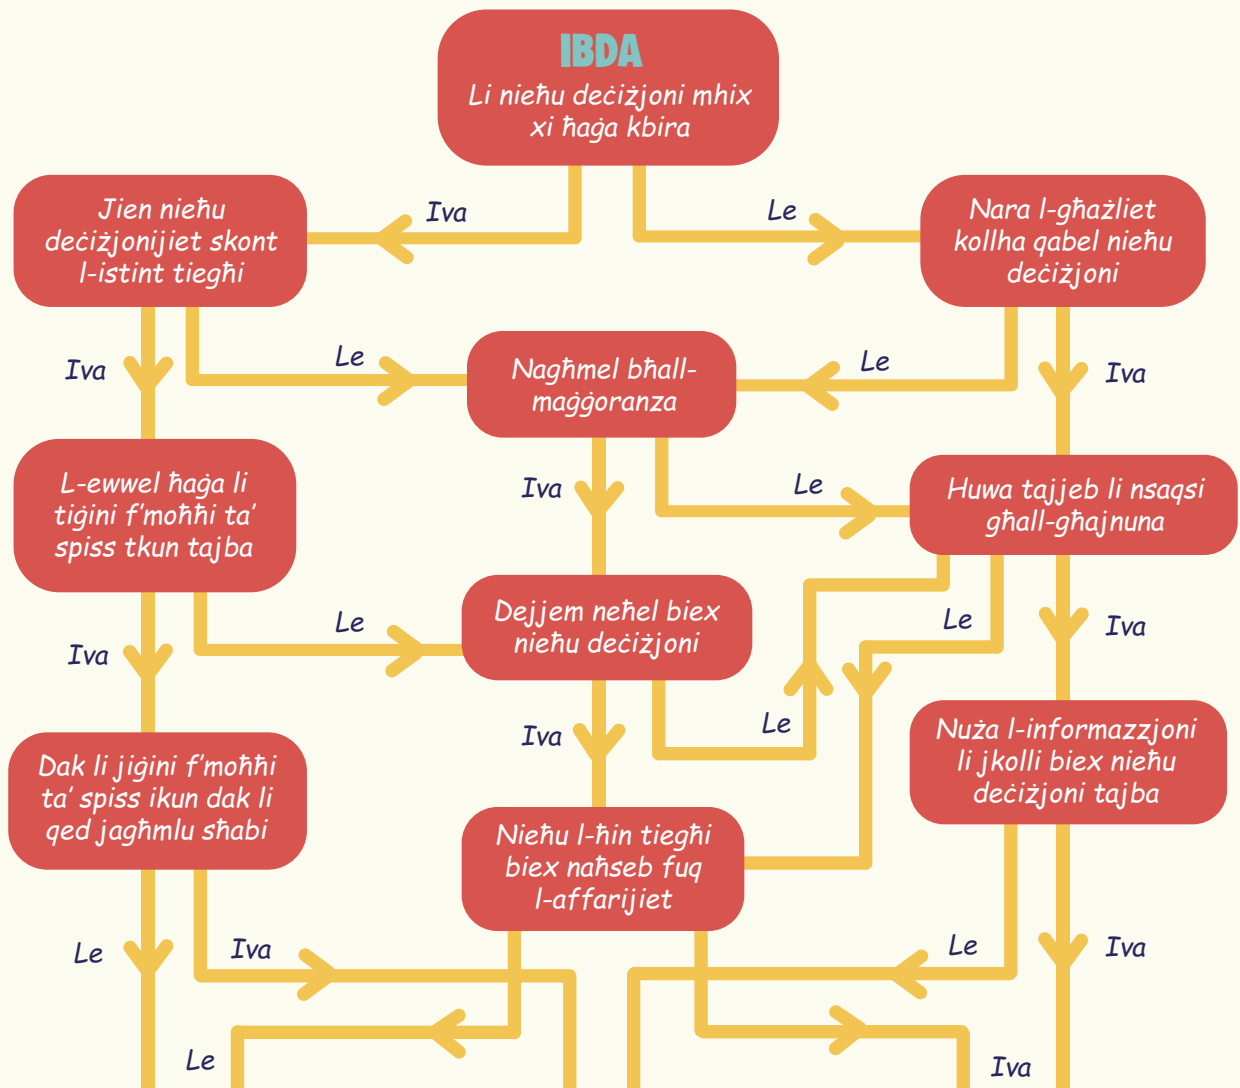 IBDA
Li nieħu deċiżjoni mhix
xi ħaġa kbira
Iva
Le
Jien nieħu
deċiżjonijiet skont
l-istint tiegħi
Nara l-għażliet
kollha qabel nieħu
deċiżjoni
Iva
Le
Nagħmel bħall-
maġġoranza
Le
Iva
L-ewwel ħaġa li
tiġini f'moħħi ta'
spiss tkun tajba
Iva
Le
Huwa tajjeb li nsaqsi
għall-għajnuna
Iva
Le
Dejjem neħel biex
nieħu deċiżjoni
Le
Iva
Dak li jiġini f'moħħi
ta' spiss ikun dak li
qed jagħmlu sħabi
Iva
Le
Nuża l-informazzjoni
li jkolli biex nieħu
deċiżjoni tajba
Nieħu l-ħin tiegħi
biex naħseb fuq
l-affarijiet
Le
Iva
Le
Iva
Le
Iva